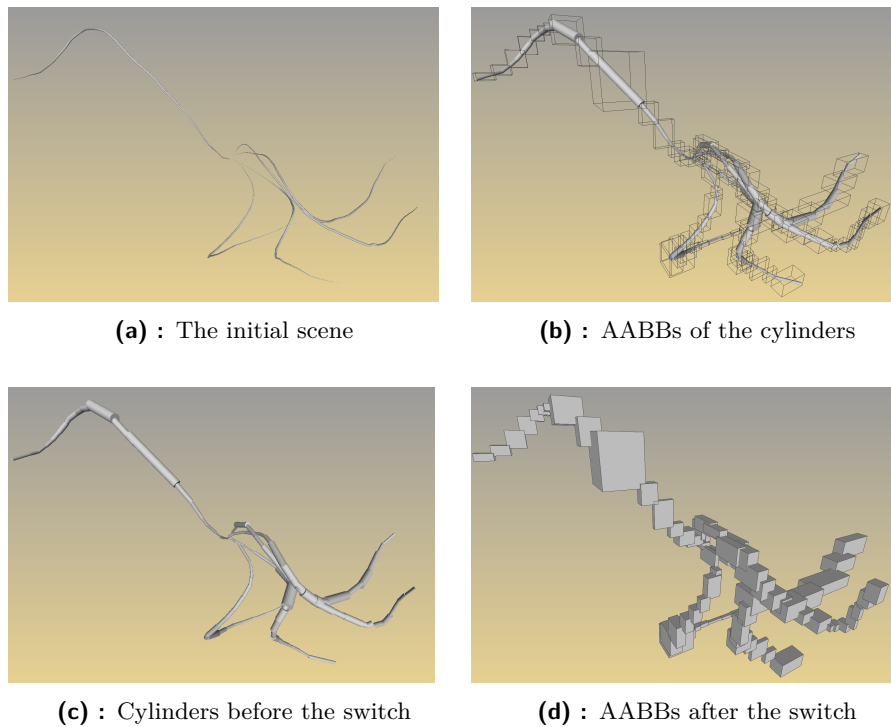 (a) : The initial scene
(b) : AABBs of the cylinders
(c) : Cylinders before the switch
(d) : AABBs after the switch